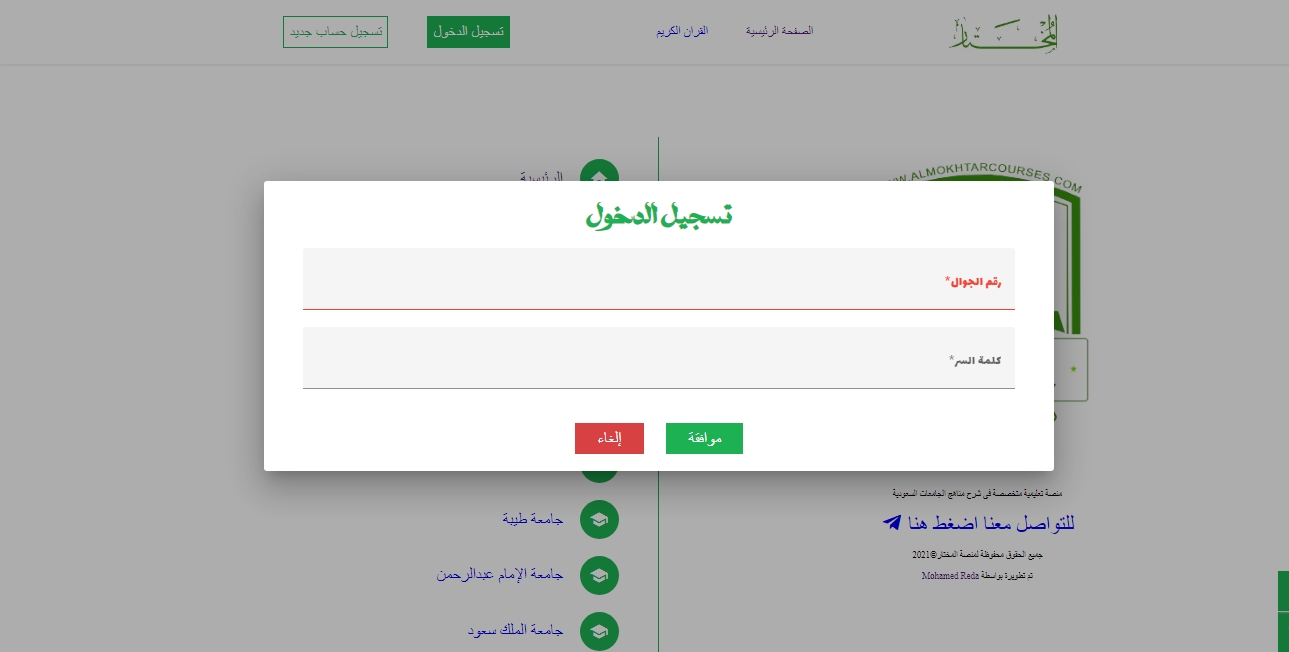 المختار
الصفحة الرئيسية
القران الكريم
تسجيل الدخول
تسجيل حساب جديد
WWW.ALMOKHTARCOURSES.COM
الرئيسية
تسجيل الدخول
رقم الجوال*
كلمة السر*
موافقة
إلغاء
منصة تعليمية متخصصة فى شرح مناهج الجامعات السعودية
للتواصل معنا اضغط هنا
جميع الحقوق محفوظة لمنصة المختار©2021
تم تطويرة بواسطة Mohamed Reda
جامعة طيبة
جامعة الإمام عبدالرحمن
جامعة الملك سعود